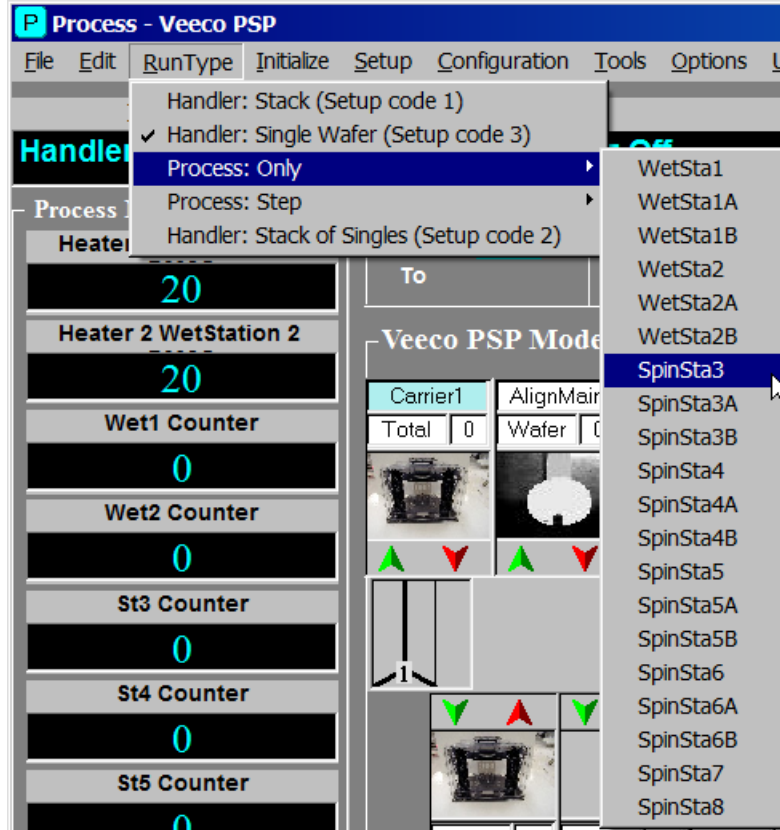 P Process - Veeco PSP
File Edit RunType Initialize Setup Configuration Tools Options
Handler: Stack (Setup code 1)
✓ Handler: Single Wafer (Setup code 3)
Process: Only
Process: Step
Handler: Stack of Singles (Setup code 2)
WetSta1
WetSta1A
WetSta1B
WetSta2
WetSta2A
WetSta2B
SpinSta3
SpinSta3A
SpinSta3B
SpinSta4
SpinSta4A
SpinSta4B
SpinSta5
SpinSta5A
SpinSta5B
SpinSta6
SpinSta6A
SpinSta6B
SpinSta7
SpinSta8
Handler
Off
Process
Heater
20
Heater 2 WetStation 2
20
Wet1 Counter
0
Wet2 Counter
0
St3 Counter
0
St4 Counter
0
St5 Counter
0
To
Veeco PSP Mode
Carrier1 AlignMain
Total 0 Wafer 0
1